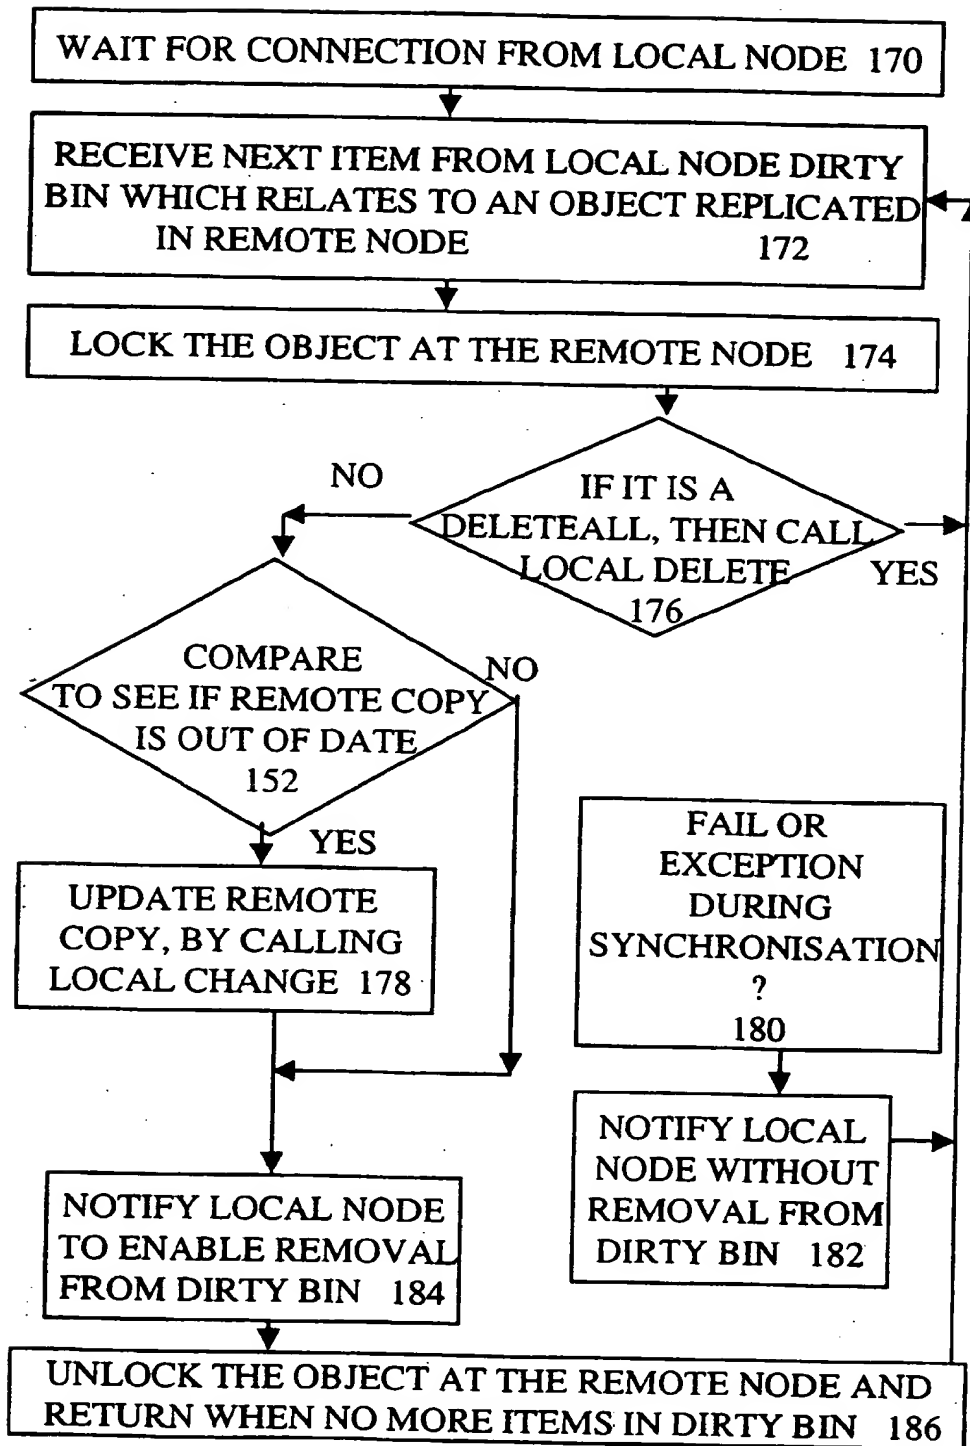 WAIT FOR CONNECTION FROM LOCAL NODE 170
RECEIVE NEXT ITEM FROM LOCAL NODE DIRTY
BIN WHICH RELATES TO AN OBJECT REPLICATED
IN REMOTE NODE 172
LOCK THE OBJECT AT THE REMOTE NODE 174
NO
IF IT IS A
DELETEALL, THEN CALL
LOCAL DELETE
176
YES
COMPARE
TO SEE IF REMOTE COPY
IS OUT OF DATE
152
NO
YES
UPDATE REMOTE
COPY, BY CALLING
LOCAL CHANGE 178
FAIL OR
EXCEPTION
DURING
SYNCHRONISATION
?
180
NOTIFY LOCAL
NODE WITHOUT
REMOVAL FROM
DIRTY BIN 182
NOTIFY LOCAL NODE
TO ENABLE REMOVAL
FROM DIRTY BIN 184
UNLOCK THE OBJECT AT THE REMOTE NODE AND
RETURN WHEN NO MORE ITEMS IN DIRTY BIN 186